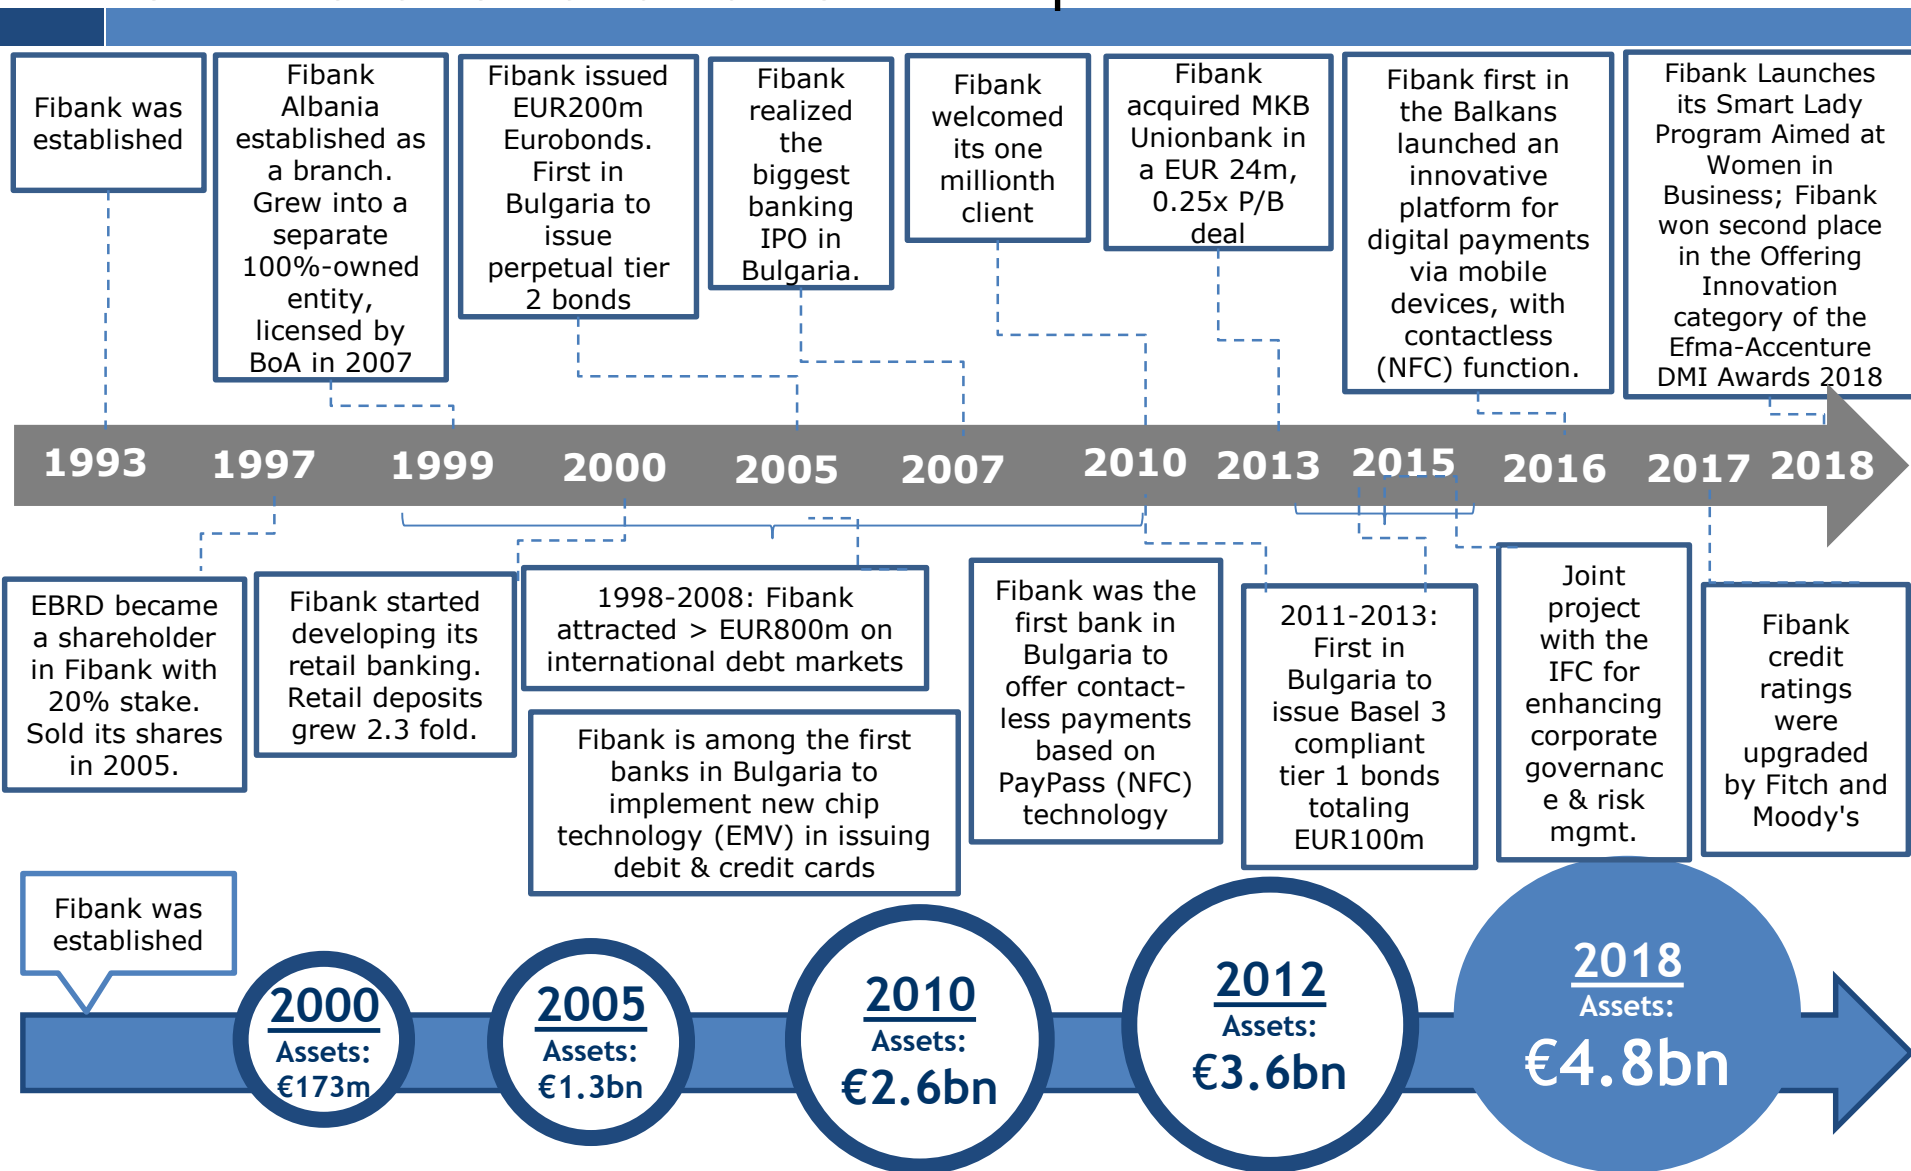 Fibank was
established
Fibank
Albania
established as
a branch.
Grew into a
separate
100%-owned
entity,
licensed by
BoA in 2007
Fibank issued
EUR200m
Eurobonds.
First in
Bulgaria to
issue
perpetual tier
2 bonds
Fibank
realized
the
biggest
banking
IPO in
Bulgaria.
Fibank
welcomed
its one
millionth
client
Fibank
acquired MKB
Unionbank in
a EUR 24m,
0.25x P/B
deal
Fibank first in
the Balkans
launched an
innovative
platform for
digital payments
via mobile
devices, with
contactless
(NFC) function.
Fibank Launches
its Smart Lady
Program Aimed at
Women in
Business; Fibank
won second place
in the Offering
Innovation
category of the
Efma-Accenture
DMI Awards 2018
1993 1997 1999 2000 2005 2007 2010 2013 2015 2016 2017 2018
EBRD became
a shareholder
in Fibank with
20% stake.
Sold its shares
in 2005.
Fibank started
developing its
retail banking.
Retail deposits
grew 2.3 fold.
1998-2008: Fibank
attracted > EUR800m on
international debt markets
Fibank is among the first
banks in Bulgaria to
implement new chip
technology (EMV) in issuing
debit & credit cards
Fibank was the
first bank in
Bulgaria to
offer contact-
less payments
based on
PayPass (NFC)
technology
2011-2013:
First in
Bulgaria to
issue Basel 3
compliant
tier 1 bonds
totaling
EUR100m
Joint
project
with the
IFC for
enhancing
corporate
governanc
e & risk
mgmt.
Fibank
credit
ratings
were
upgraded
by Fitch and
Moody's
Fibank was
established
2000
Assets:
€173m
2005
Assets:
€1.3bn
2010
Assets:
€2.6bn
2012
Assets:
€3.6bn
2018
Assets:
€4.8bn